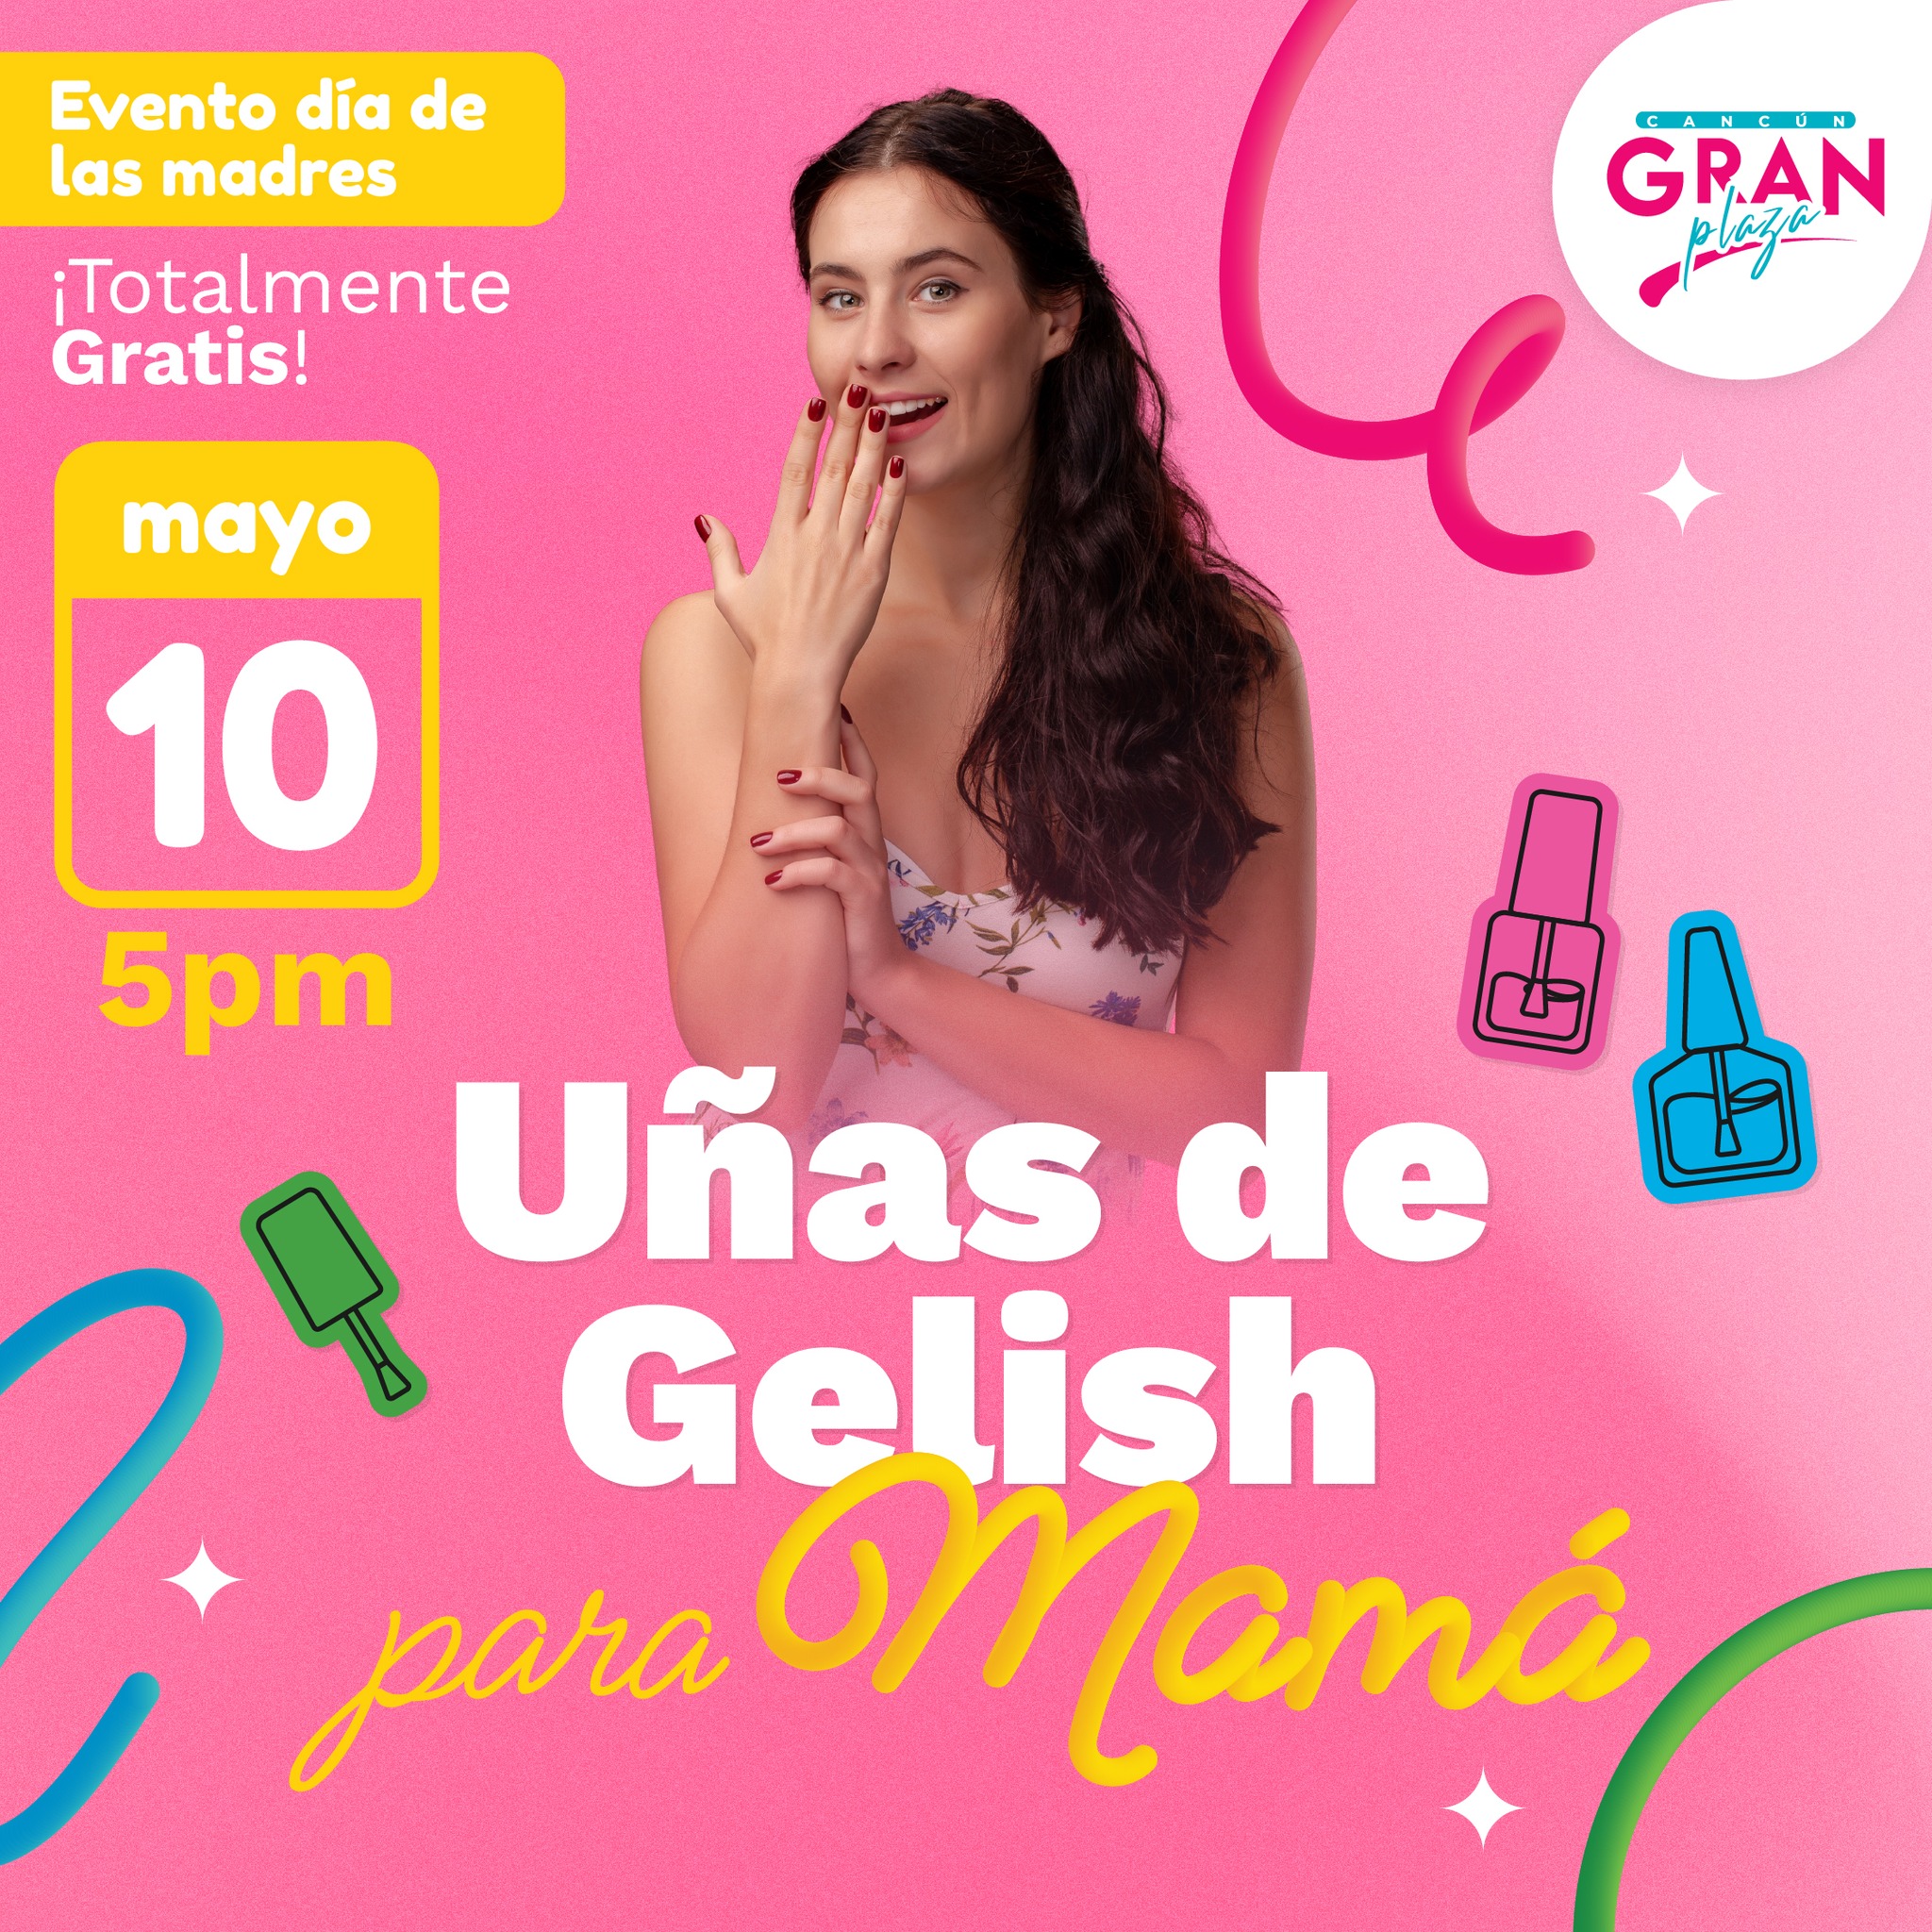 Evento día de
las madres
¡Totalmente
Gratis!
CANCÚN
GRAN
plaza
mayo
10
5pm
Uñas de
Gelish
para Mamá